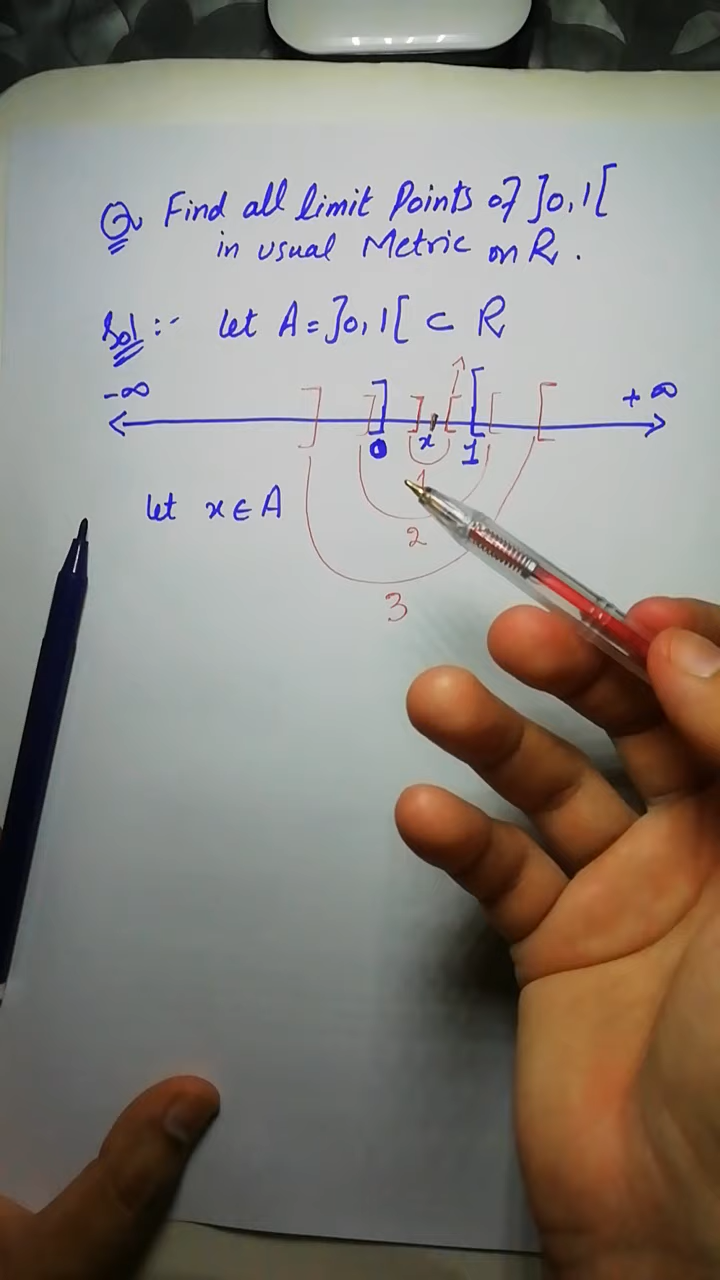 Q Find all limit Points of ]0,1[
in usual Metric on R.
Sol :- let A = ]0,1[ ⊂ R
-∞ +∞
] ] ] ] [ [ [ [
0 x 1
let x ∈ A
1
2
3